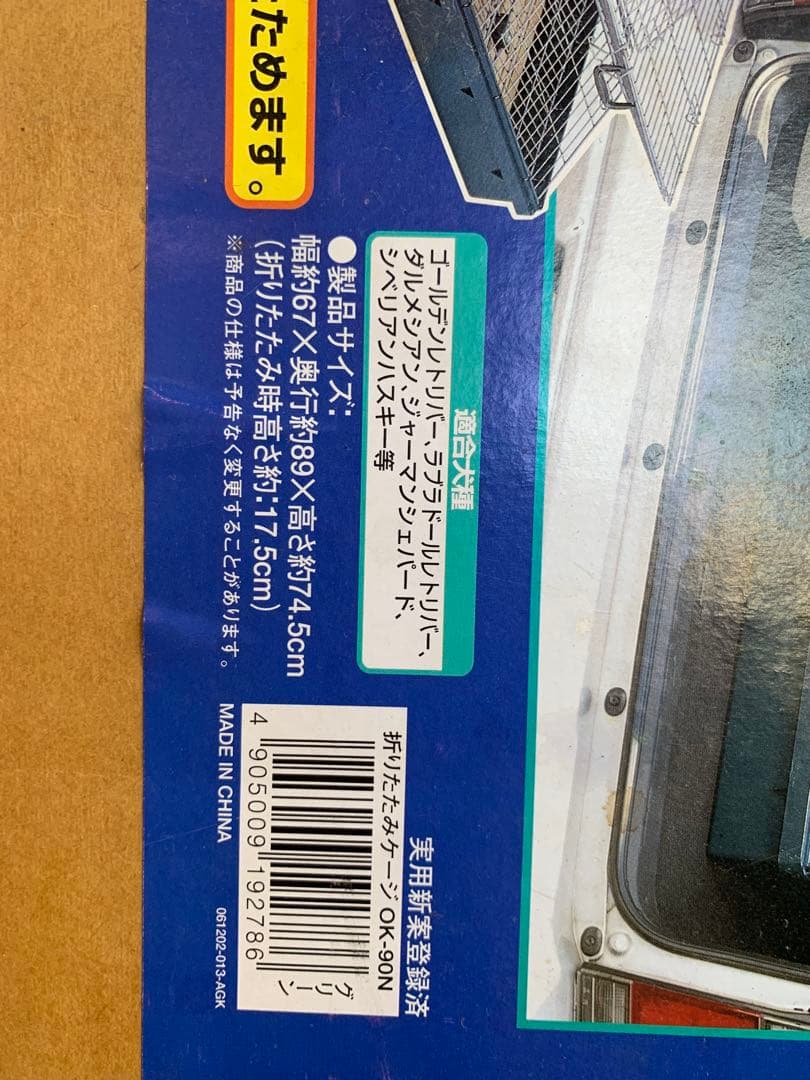 ためます。
適合犬種
ゴールデンレトリバー、ラブラドールレトリバー、
ダルメシアン、ジャーマンシェパード、
シベリアンハスキー等
●製品サイズ:
幅約67×奥行約89×高さ約74.5cm
(折りたたみ時高さ約:17.5cm)
※商品の仕様は予告なく変更することがあります。
実用新案登録済
折りたたみケージ OK-90N
グリーン
4 905009 192786
MADE IN CHINA
061202-013-AGK